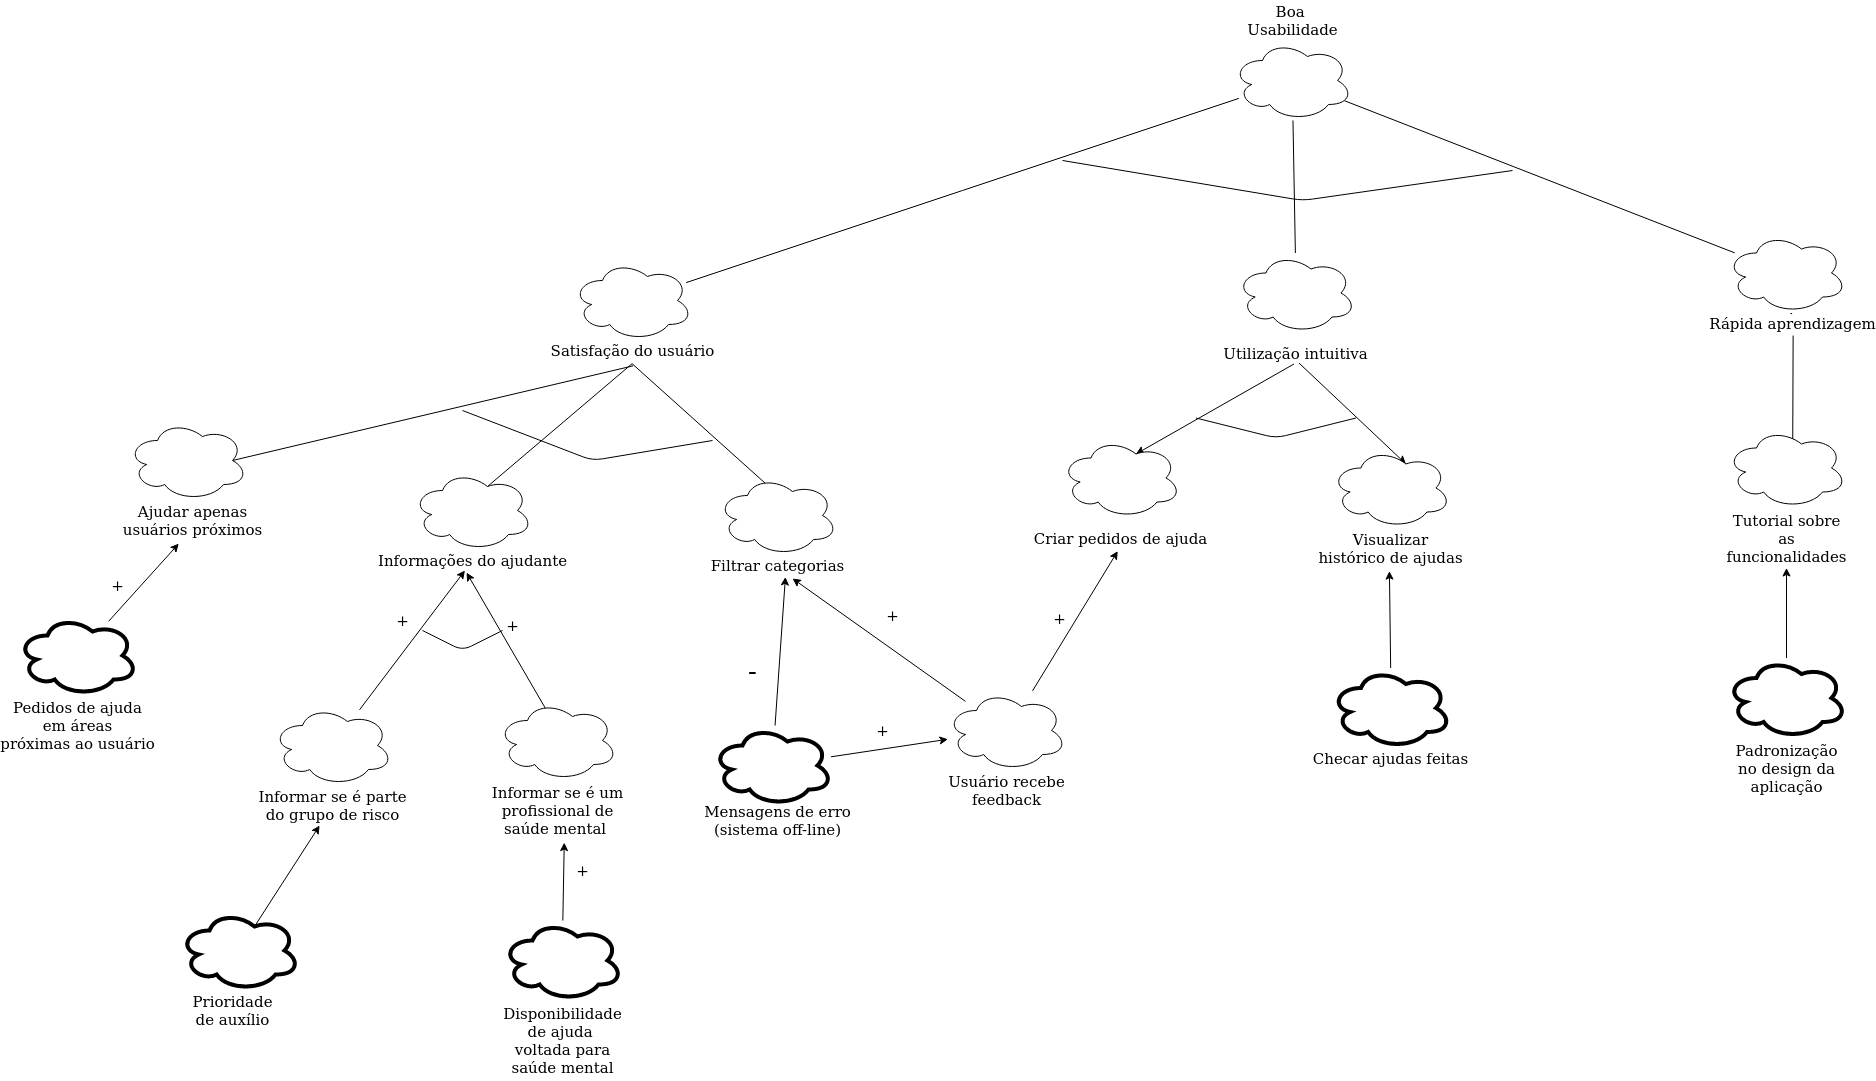 Boa
Usabilidade
Satisfação do usuário
Utilização intuitiva
Rápida aprendizagem
Ajudar apenas
usuários próximos
Informações do ajudante
Filtrar categorias
Criar pedidos de ajuda
Visualizar
histórico de ajudas
Tutorial sobre
as
funcionalidades
+
+
+
+
+
-
+
Pedidos de ajuda
em áreas
próximas ao usuário
Informar se é parte
do grupo de risco
Informar se é um
profissional de
saúde mental
Mensagens de erro
(sistema off-line)
Usuário recebe
feedback
Checar ajudas feitas
Padronização
no design da
aplicação
+
Prioridade
de auxílio
Disponibilidade
de ajuda
voltada para
saúde mental